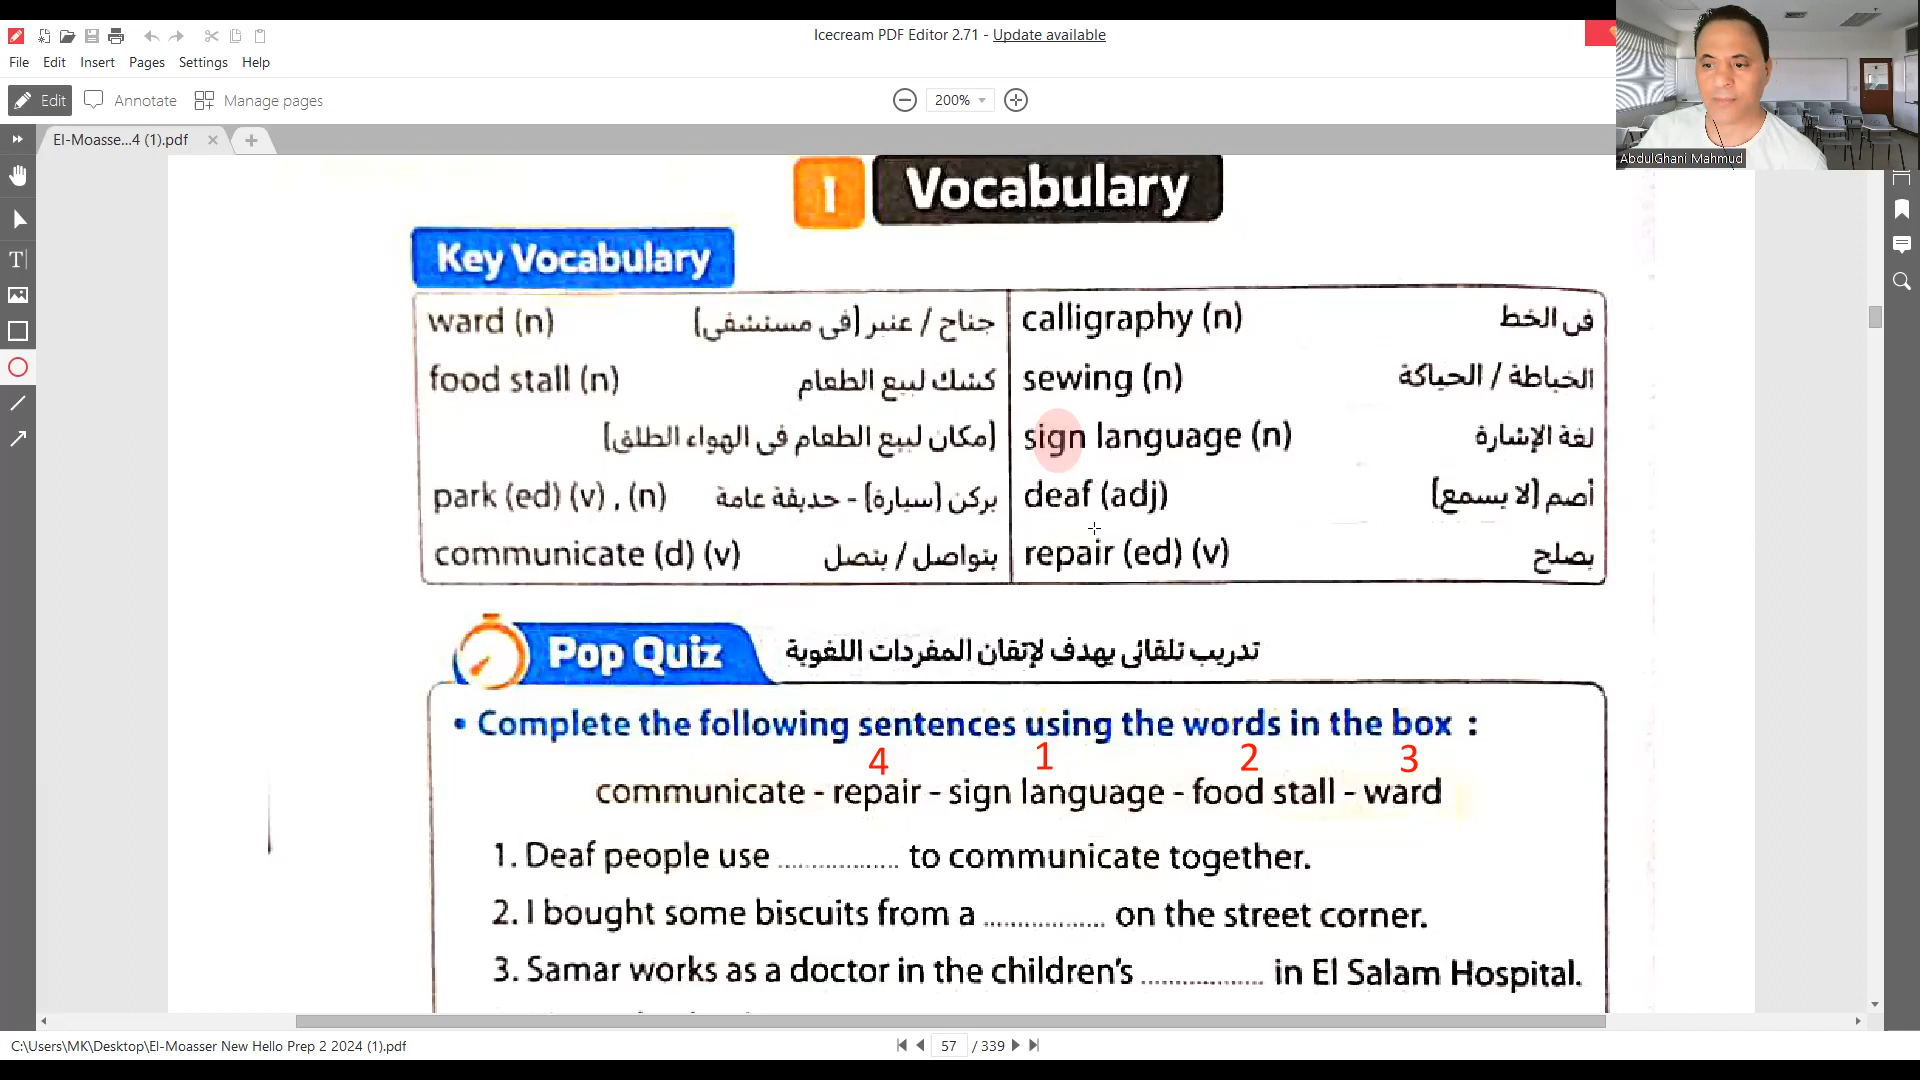 Icecream PDF Editor 2.71 - Update available
File Edit Insert Pages Settings Help
Edit Annotate Manage pages
200%
El-Moasse...4 (1).pdf
AbdulGhani Mahmud
1 Vocabulary
Key Vocabulary
ward (n) جناح / عنبر [فى مستشفى] calligraphy (n) فن الخط
food stall (n) كشك لبيع الطعام sewing (n) الخياطة / الحياكة
[مكان لبيع الطعام فى الهواء الطلق] sign language (n) لغة الإشارة
park (ed) (v) , (n) يركن [سيارة] - حديقة عامة deaf (adj) أصم [لا يسمع]
communicate (d) (v) يتواصل / يتصل repair (ed) (v) يصلح
Pop Quiz تدريب تلقائى يهدف لإتقان المفردات اللغوية
• Complete the following sentences using the words in the box :
4 1 2 3
communicate - repair - sign language - food stall - ward
1. Deaf people use ................ to communicate together.
2. I bought some biscuits from a ................ on the street corner.
3. Samar works as a doctor in the children's ................ in El Salam Hospital.
C:\Users\MK\Desktop\El-Moasser New Hello Prep 2 2024 (1).pdf
57 / 339